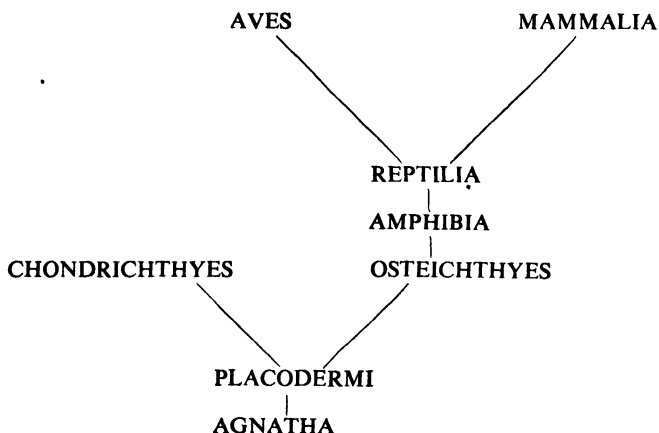 AVES MAMMALIA
REPTILIA
AMPHIBIA
CHONDRICHTHYES OSTEICHTHYES
PLACODERMI
AGNATHA